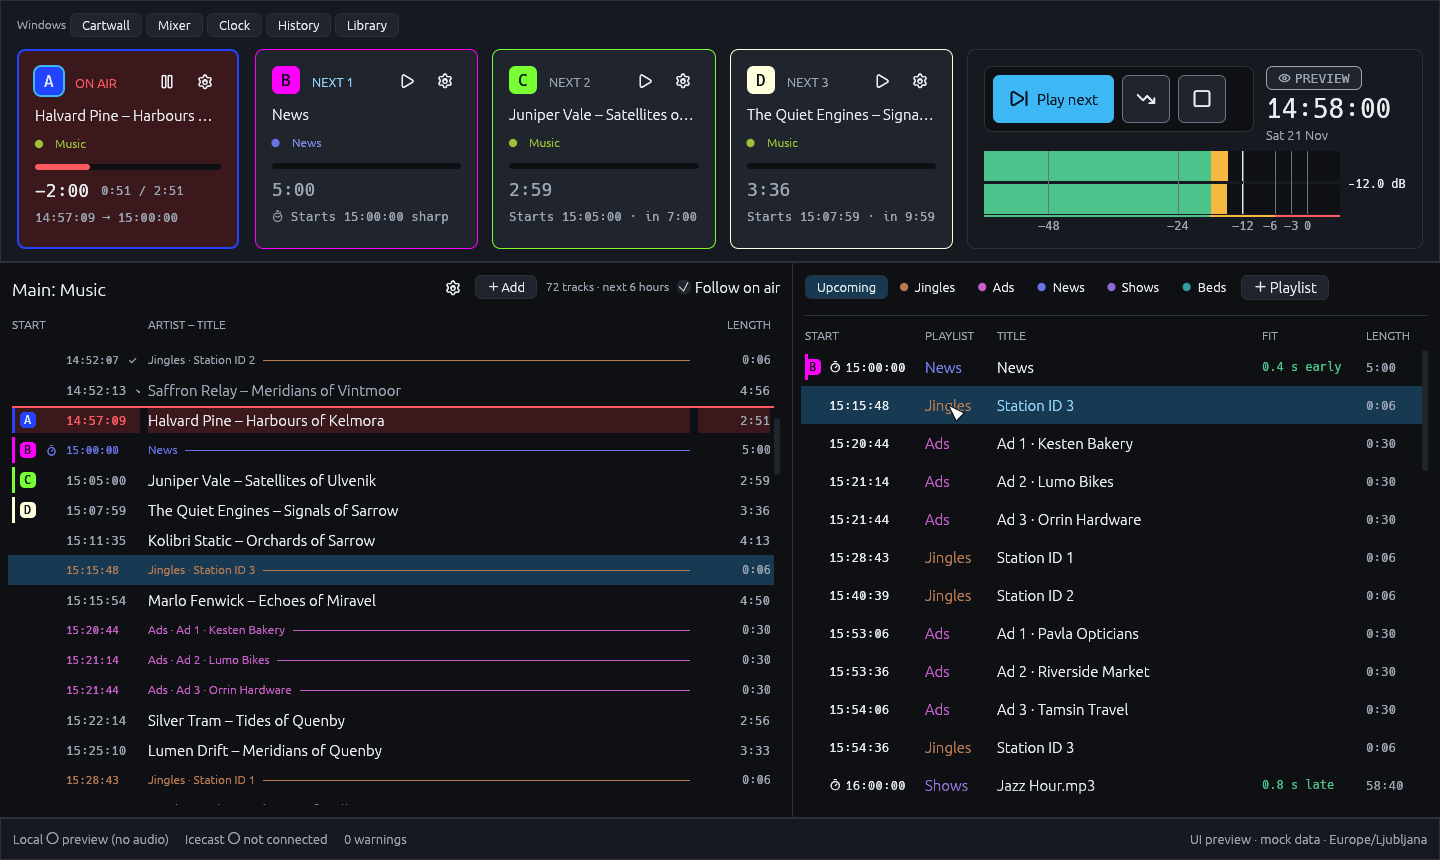 Windows Cartwall Mixer Clock History Library
A ON AIR
Halvard Pine – Harbours ...
Music
−2:00 0:51 / 2:51
14:57:09 → 15:00:00
B NEXT 1
News
News
5:00
Starts 15:00:00 sharp
C NEXT 2
Juniper Vale – Satellites o...
Music
2:59
Starts 15:05:00 · in 7:00
D NEXT 3
The Quiet Engines – Signa...
Music
3:36
Starts 15:07:59 · in 9:59
Play next
PREVIEW
14:58:00
Sat 21 Nov
-12.0 dB
−48 −24 −12 −6 −3 0
Main: Music
+ Add 72 tracks · next 6 hours Follow on air
START ARTIST – TITLE LENGTH
14:52:07 Jingles · Station ID 2 0:06
14:52:13 Saffron Relay – Meridians of Vintmoor 4:56
A 14:57:09 Halvard Pine – Harbours of Kelmora 2:51
B 15:00:00 News 5:00
C 15:05:00 Juniper Vale – Satellites of Ulvenik 2:59
D 15:07:59 The Quiet Engines – Signals of Sarrow 3:36
15:11:35 Kolibri Static – Orchards of Sarrow 4:13
15:15:48 Jingles · Station ID 3 0:06
15:15:54 Marlo Fenwick – Echoes of Miravel 4:50
15:20:44 Ads · Ad 1 · Kesten Bakery 0:30
15:21:14 Ads · Ad 2 · Lumo Bikes 0:30
15:21:44 Ads · Ad 3 · Orrin Hardware 0:30
15:22:14 Silver Tram – Tides of Quenby 2:56
15:25:10 Lumen Drift – Meridians of Quenby 3:33
15:28:43 Jingles · Station ID 1 0:06
Upcoming Jingles Ads News Shows Beds + Playlist
START PLAYLIST TITLE FIT LENGTH
B 15:00:00 News News 0.4 s early 5:00
15:15:48 Jingles Station ID 3 0:06
15:20:44 Ads Ad 1 · Kesten Bakery 0:30
15:21:14 Ads Ad 2 · Lumo Bikes 0:30
15:21:44 Ads Ad 3 · Orrin Hardware 0:30
15:28:43 Jingles Station ID 1 0:06
15:40:39 Jingles Station ID 2 0:06
15:53:06 Ads Ad 1 · Pavla Opticians 0:30
15:53:36 Ads Ad 2 · Riverside Market 0:30
15:54:06 Ads Ad 3 · Tamsin Travel 0:30
15:54:36 Jingles Station ID 3 0:06
16:00:00 Shows Jazz Hour.mp3 0.8 s late 58:40
Local preview (no audio) Icecast not connected 0 warnings
UI preview · mock data · Europe/Ljubljana